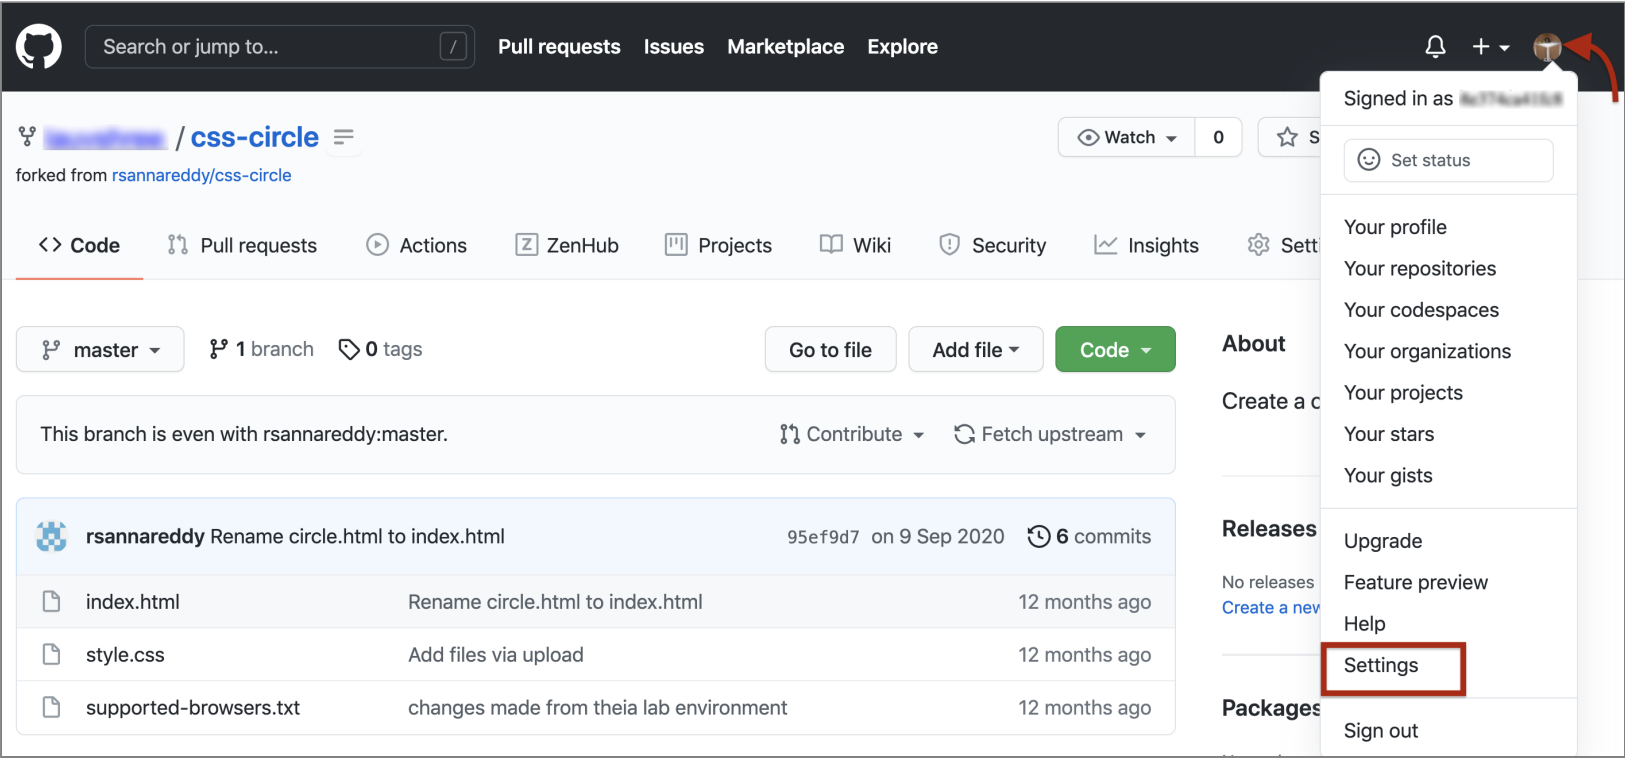 Search or jump to... /
Pull requests
Issues
Marketplace
Explore
Signed in as
/ css-circle
forked from rsannareddy/css-circle
Watch
0
S
Set status
Code
Pull requests
Actions
ZenHub
Projects
Wiki
Security
Insights
Setti
Your profile
Your repositories
Your codespaces
Your organizations
Your projects
Your stars
Your gists
Upgrade
Feature preview
Help
Settings
Sign out
master
1 branch
0 tags
Go to file
Add file
Code
This branch is even with rsannareddy:master.
Contribute
Fetch upstream
rsannareddy Rename circle.html to index.html
95ef9d7 on 9 Sep 2020
6 commits
index.html
Rename circle.html to index.html
12 months ago
style.css
Add files via upload
12 months ago
supported-browsers.txt
changes made from theia lab environment
12 months ago
About
Create a c
Releases
No releases
Create a new
Packages